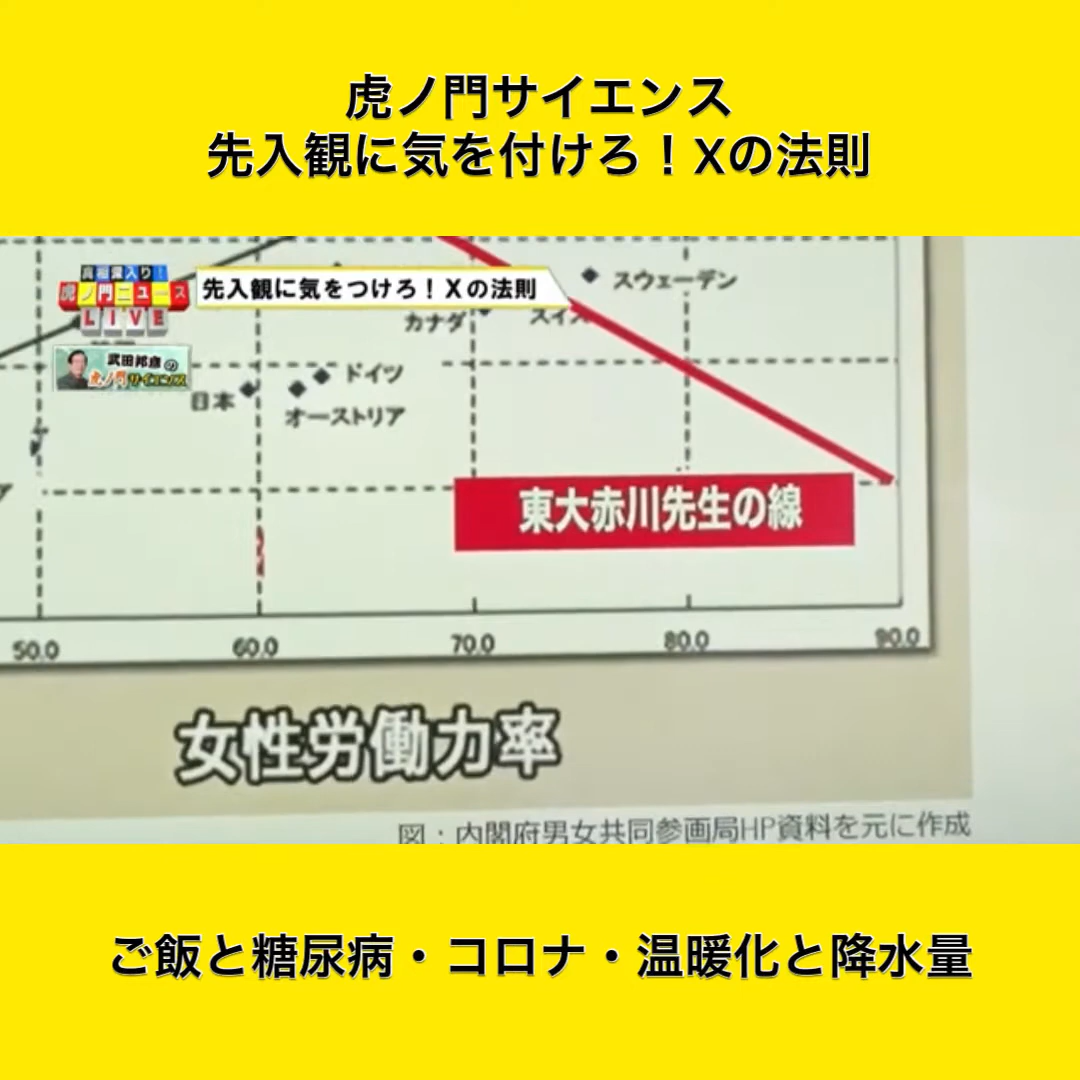 虎ノ門サイエンス
先入観に気を付けろ！Xの法則
真相深入り！
虎ノ門ニュース
LIVE
先入観に気をつけろ！Xの法則
武田邦彦の
虎ノ門サイエンス
スウェーデン
カナダ
スイス
ドイツ
日本
オーストリア
東大赤川先生の線
50.0 60.0 70.0 80.0 90.0
女性労働力率
図：内閣府男女共同参画局HP資料を元に作成
ご飯と糖尿病・コロナ・温暖化と降水量